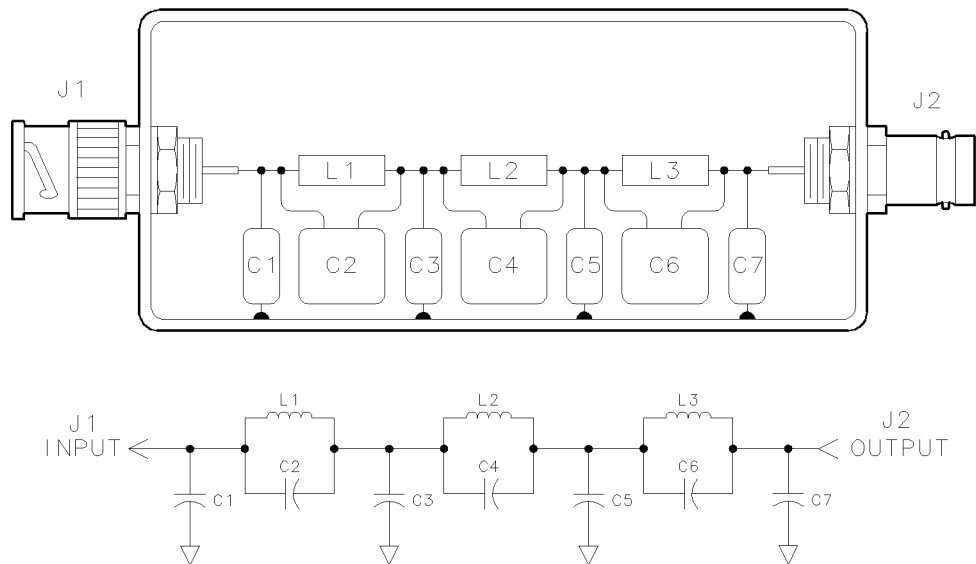 J1
J2
L1 L2 L3
C1 C2 C3 C4 C5 C6 C7
L1 L2 L3
J1
INPUT
J2
OUTPUT
C2 C4 C6
C1 C3 C5 C7